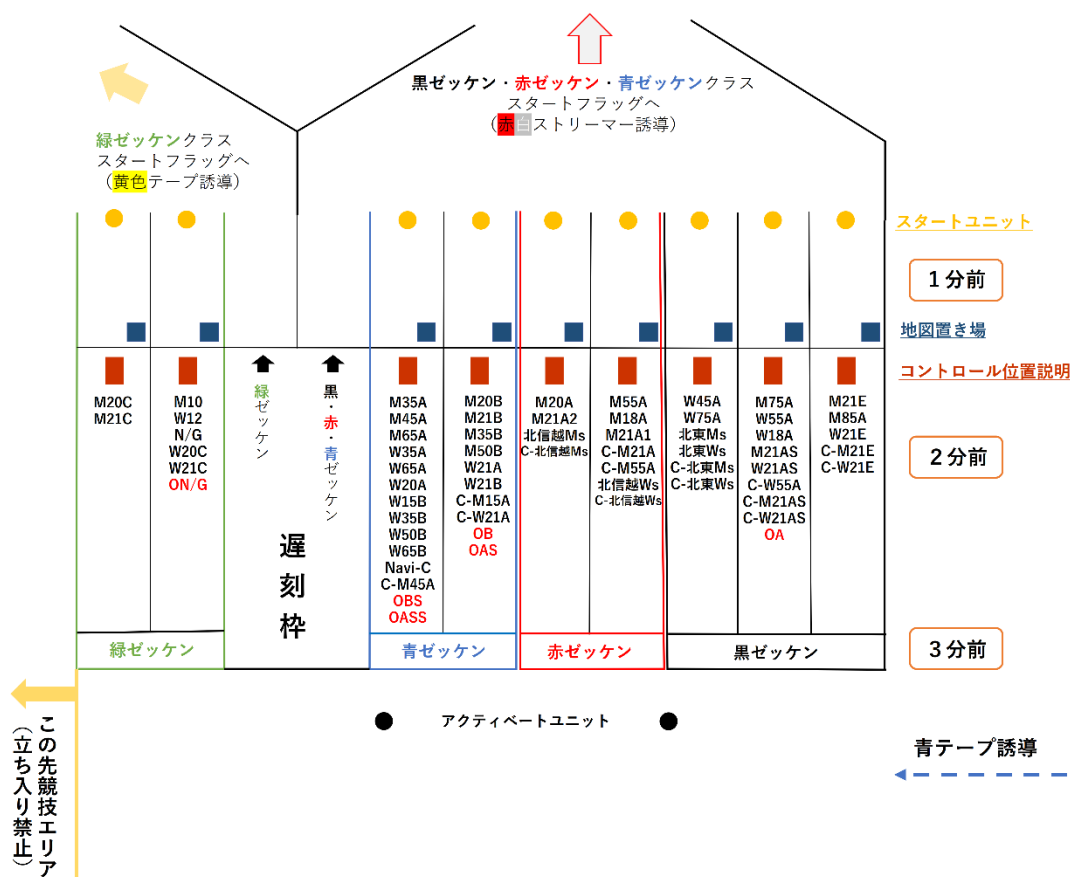 黒ゼッケン・赤ゼッケン・青ゼッケンクラス
スタートフラッグへ
（赤白ストリーマー誘導）
緑ゼッケンクラス
スタートフラッグへ
（黄色テープ誘導）
スタートユニット
1分前
地図置き場
コントロール位置説明
M20C
M21C
M10
W12
N/G
W20C
W21C
ON/G
緑ゼッケン
黒・赤・青ゼッケン
遅刻枠
M35A
M45A
M65A
W35A
W65A
W20A
W15B
W35B
W50B
W65B
Navi-C
C-M45A
OBS
OASS
M20B
M21B
M35B
M50B
W21A
W21B
C-M15A
C-W21A
OB
OAS
M20A
M21A2
北信越Ms
C-北信越Ms
M55A
M18A
M21A1
C-M21A
C-M55A
北信越Ws
C-北信越Ws
W45A
W75A
北東Ms
北東Ws
C-北東Ms
C-北東Ws
M75A
W55A
W18A
M21AS
W21AS
C-W55A
C-M21AS
C-W21AS
OA
M21E
M85A
W21E
C-M21E
C-W21E
2分前
緑ゼッケン
青ゼッケン
赤ゼッケン
黒ゼッケン
3分前
アクティベートユニット
青テープ誘導
この先競技エリア
（立ち入り禁止）